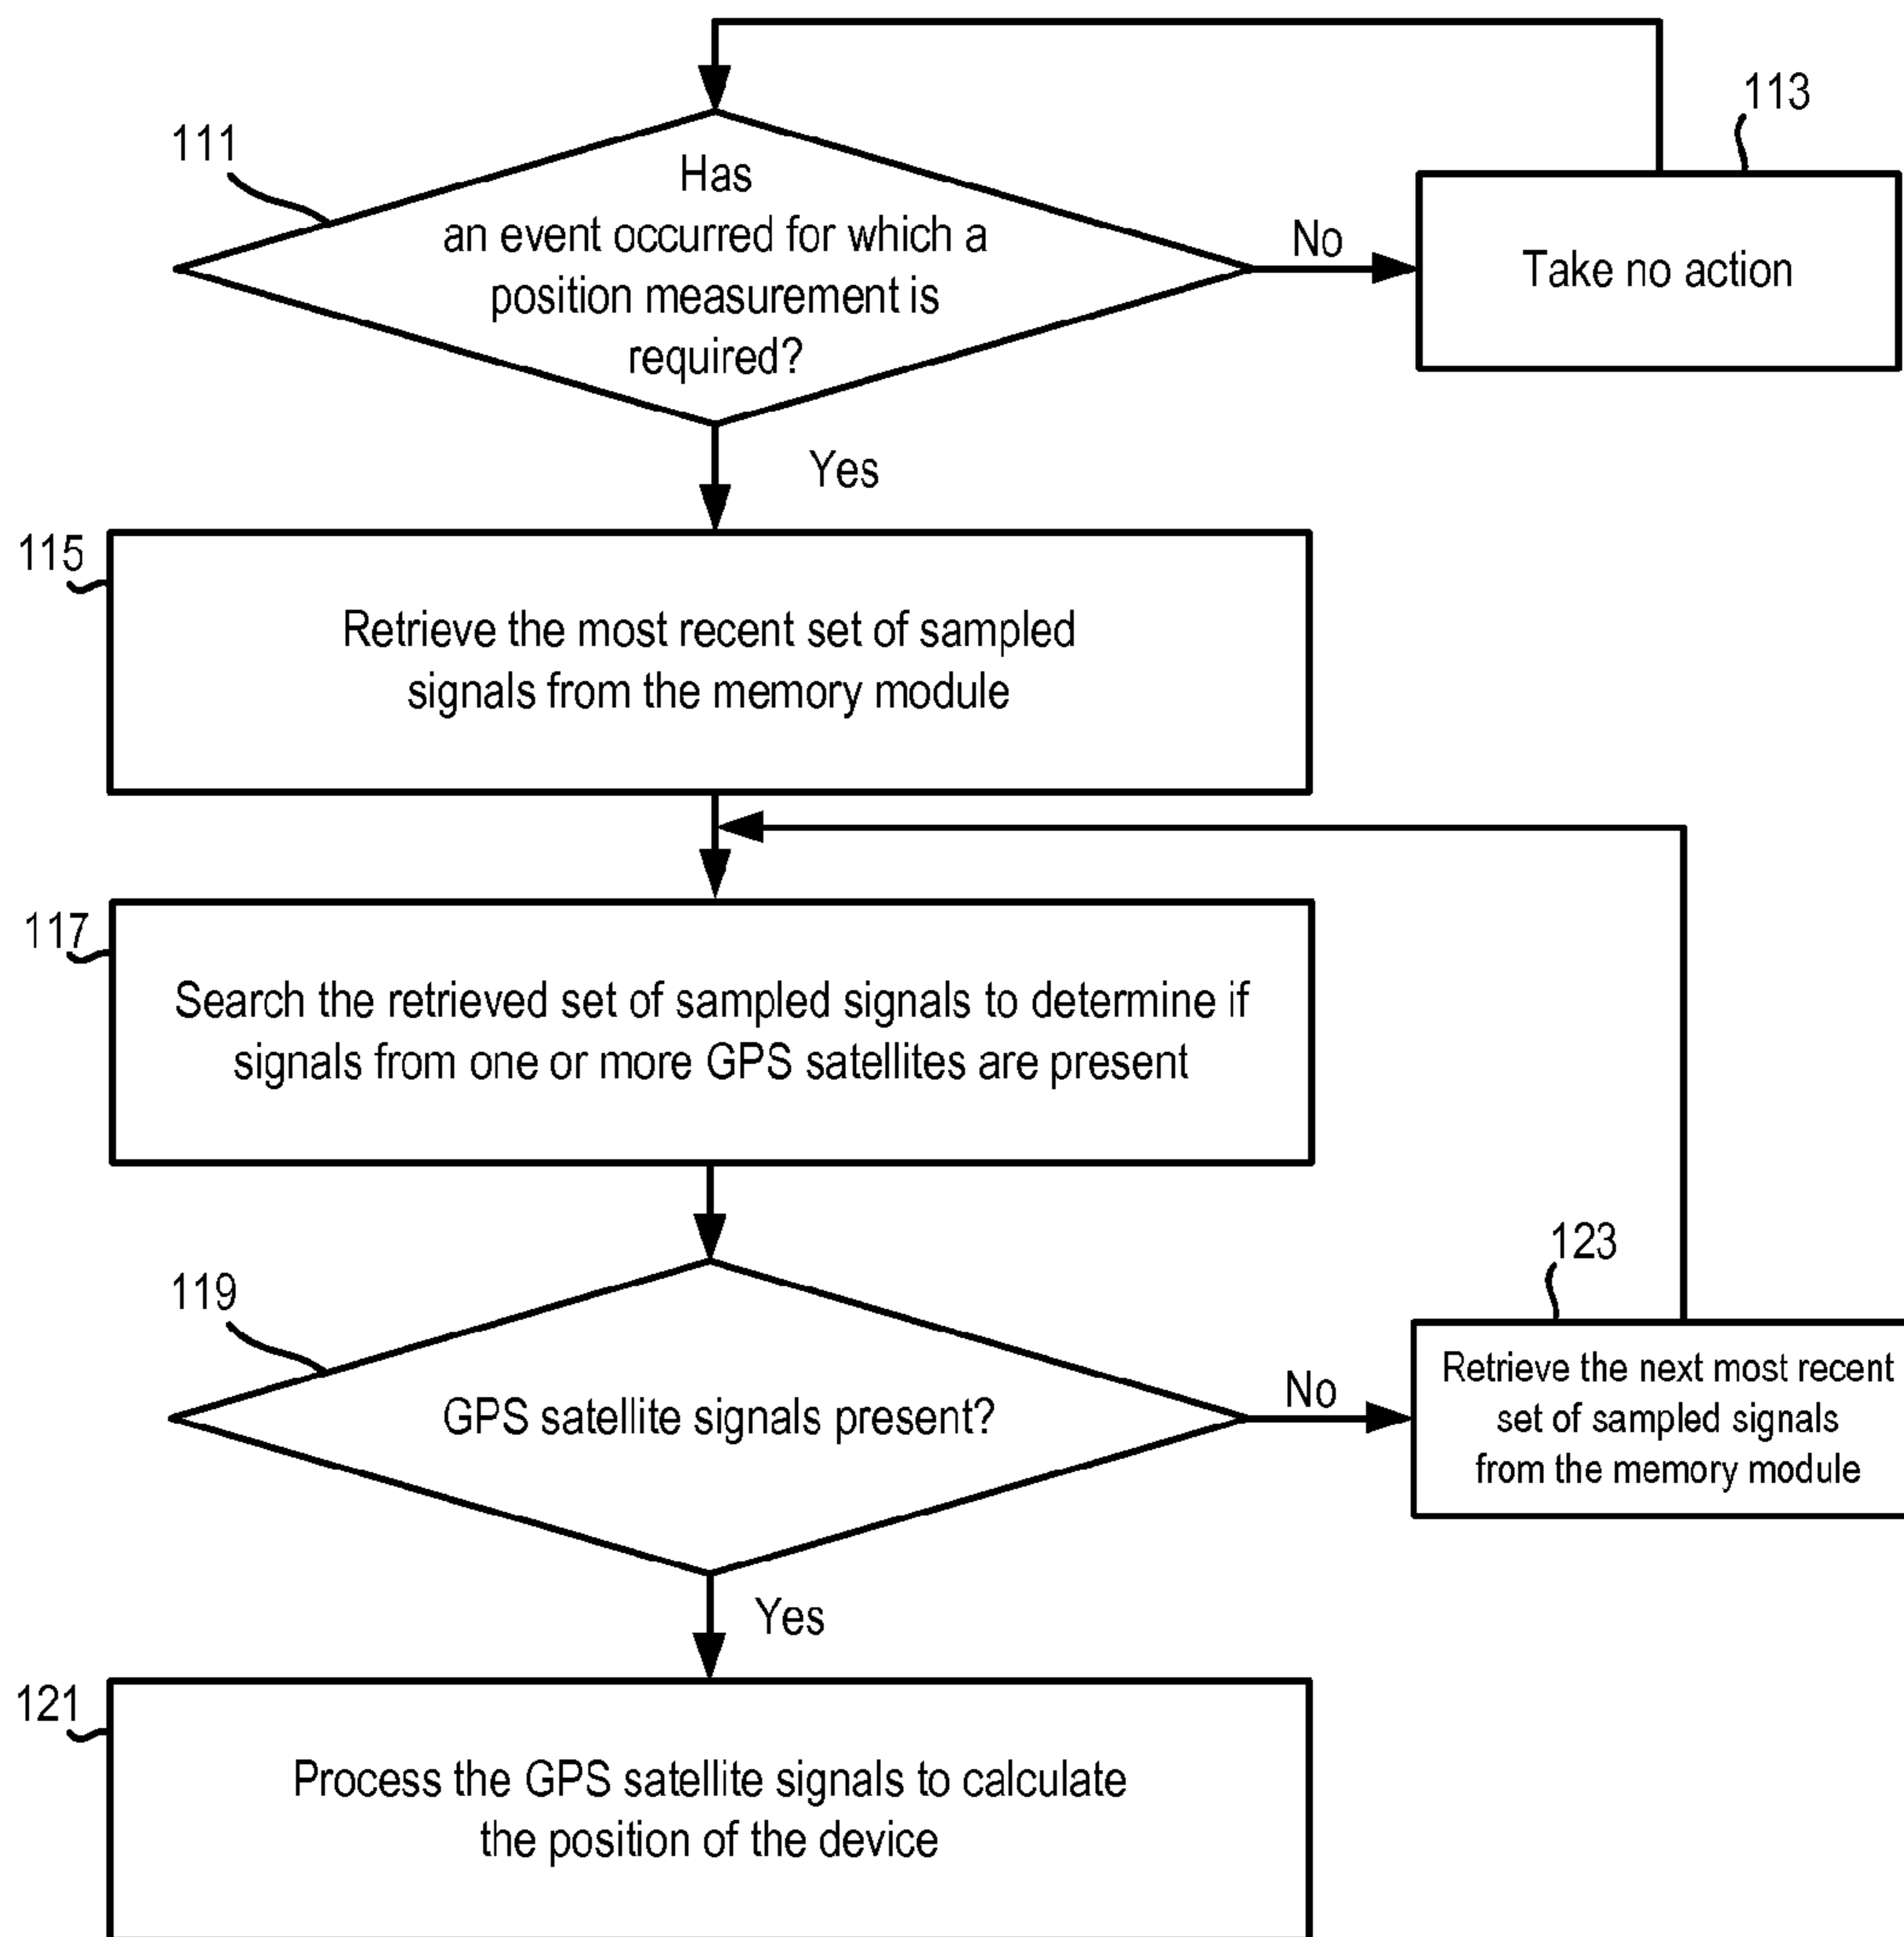 113
111
Has
an event occurred for which a
position measurement is
required?
No
Take no action
Yes
115
Retrieve the most recent set of sampled
signals from the memory module
117
Search the retrieved set of sampled signals to determine if
signals from one or more GPS satellites are present
119
GPS satellite signals present?
No
123
Retrieve the next most recent
set of sampled signals
from the memory module
Yes
121
Process the GPS satellite signals to calculate
the position of the device